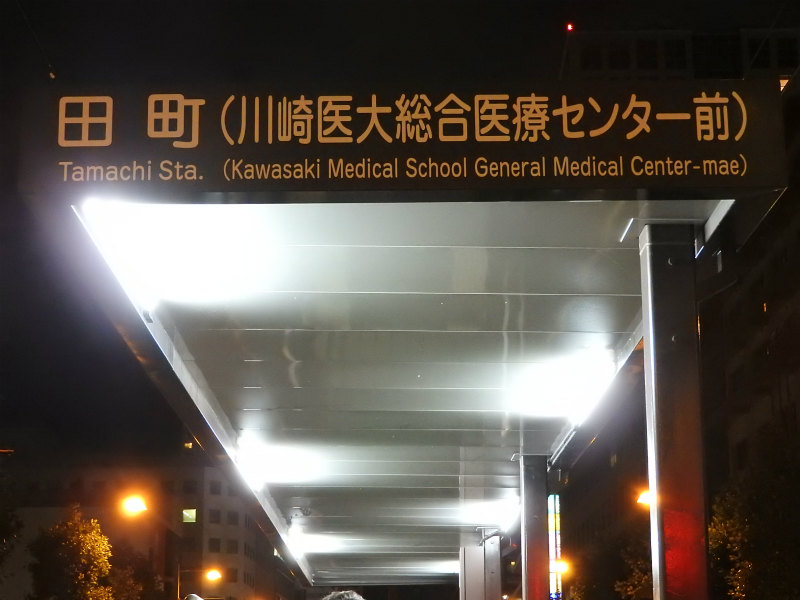 田 町(川崎医大総合医療センター前)
Tamachi Sta. (Kawasaki Medical School General Medical Center-mae)